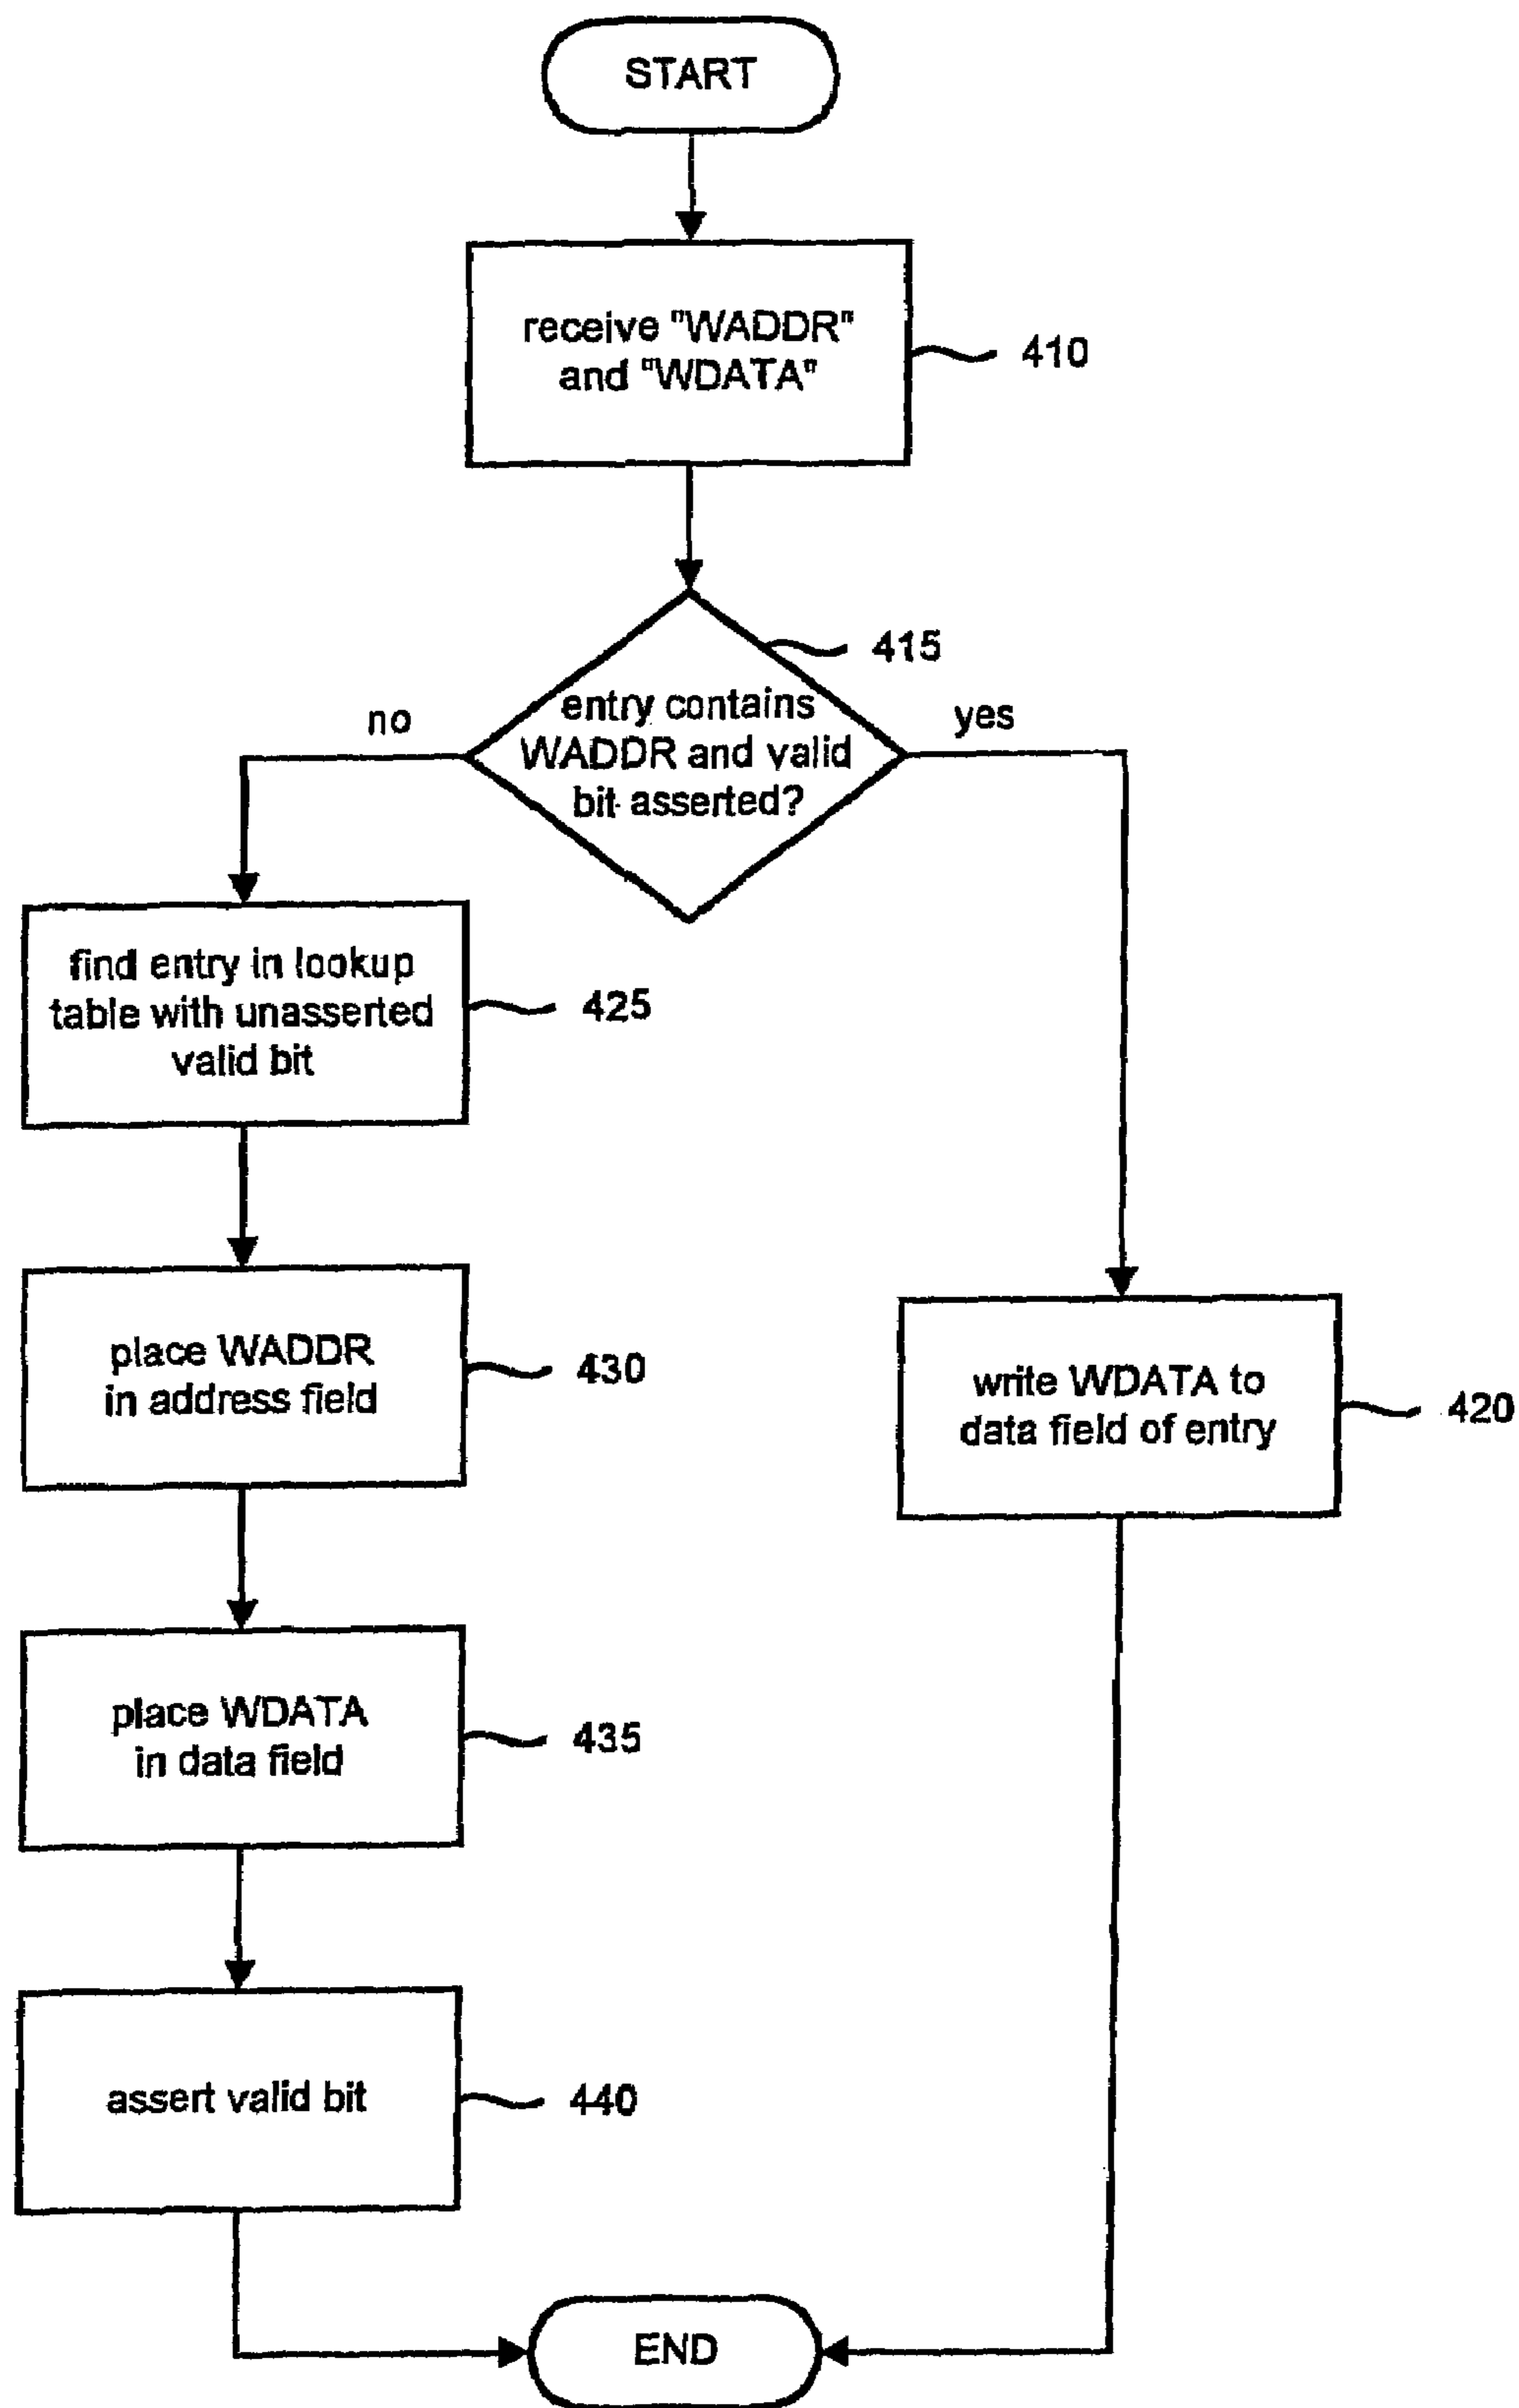 START
receive "WADDR"
and "WDATA"
410
415
entry contains
WADDR and valid
bit asserted?
no
yes
find entry in lookup
table with unasserted
valid bit
425
place WADDR
in address field
430
write WDATA to
data field of entry
420
place WDATA
in data field
435
assert valid bit
440
END